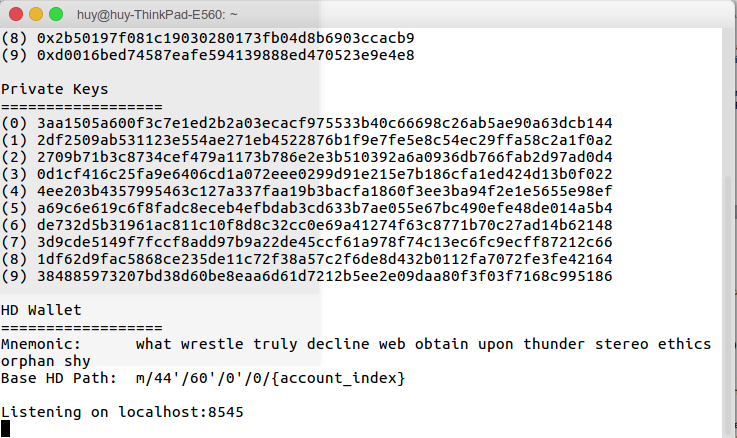 huy@huy-ThinkPad-E560: ~
(8) 0x2b50197f081c19030280173fb04d8b6903ccacb9
(9) 0xd0016bed74587eafe594139888ed470523e9e4e8
Private Keys
==================
(0) 3aa1505a600f3c7e1ed2b2a03ecacf975533b40c66698c26ab5ae90a63dcb144
(1) 2df2509ab531123e554ae271eb4522876b1f9e7fe5e8c54ec29ffa58c2a1f0a2
(2) 2709b71b3c8734cef479a1173b786e2e3b510392a6a0936db766fab2d97ad0d4
(3) 0d1cf416c25fa9e6406cd1a072eee0299d91e215e7b186cfa1ed424d13b0f022
(4) 4ee203b4357995463c127a337faa19b3bacfa1860f3ee3ba94f2e1e5655e98ef
(5) a69c6e619c6f8fadc8eceb4efbdab3cd633b7ae055e67bc490efe48de014a5b4
(6) de732d5b31961ac811c10f8d8c32cc0e69a41274f63c8771b70c27ad14b62148
(7) 3d9cde5149f7fccf8add97b9a22de45ccf61a978f74c13ec6fc9ecff87212c66
(8) 1df62d9fac5868ce235de11c72f38a57c2f6de8d432b0112fa7072fe3fe42164
(9) 384885973207bd38d60be8eaa6d61d7212b5ee2e09daa80f3f03f7168c995186
HD Wallet
==================
Mnemonic:      what wrestle truly decline web obtain upon thunder stereo ethics
orphan shy
Base HD Path:  m/44'/60'/0'/0/{account_index}
Listening on localhost:8545